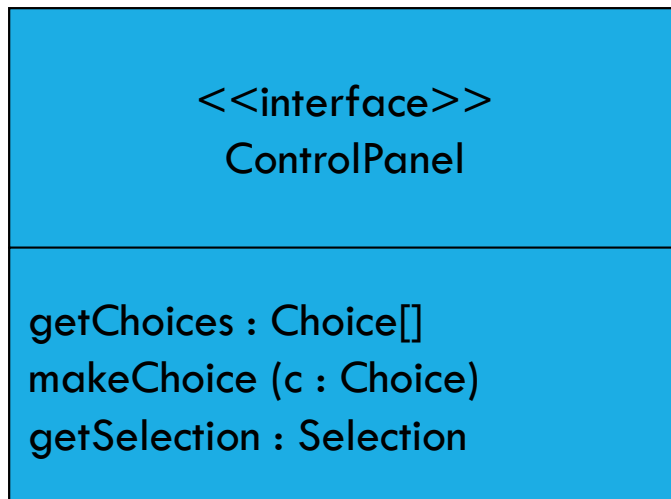 <<interface>>
ControlPanel
getChoices : Choice[]
makeChoice (c : Choice)
getSelection : Selection